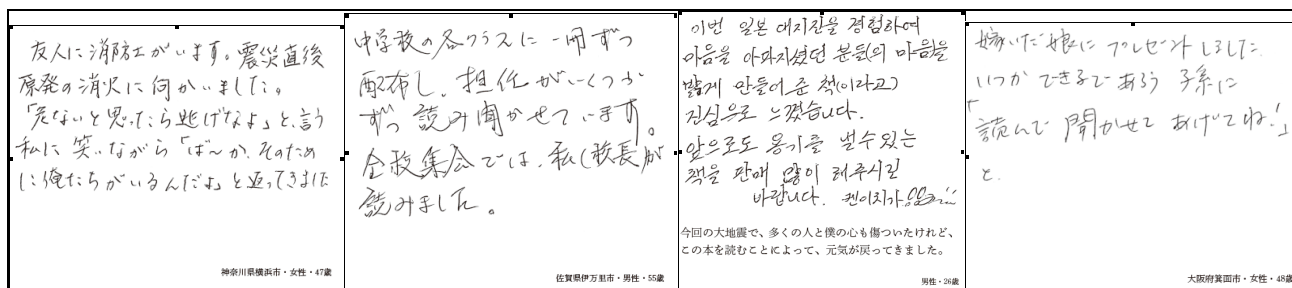 友人に消防士がいます。震災直後
原発の消火に向かいました。
「危ないと思ったら逃げなよ」と、言う
私に笑いながら「ば〜か、そのため
に俺たちがいるんだよ」と返ってきました
神奈川県横浜市・女性・47歳
中学校の各クラスに一冊ずつ
配布し、担任がいくつか
ずつ読み聞かせています。
全校集会では、私(校長)が
読みました。
佐賀県伊万里市・男性・55歳
이번 일본 대지진을 경험하여
마음을 아파지셨던 분들의 마음을
밝게 만들어 준 책(이라고)
진심으로 느꼈습니다.
앞으로도 용기를 낼수있는
책을 판매 많이 해주시길
바랍니다. 켄이치가
今回の大地震で、多くの人と僕の心も傷ついたけれど、
この本を読むことによって、元気が戻ってきました。
男性・26歳
嫁いだ娘にプレゼントしました
いつかできるであろう子孫に
「読んで聞かせてあげてね!」
と。
大阪府箕面市・女性・48歳